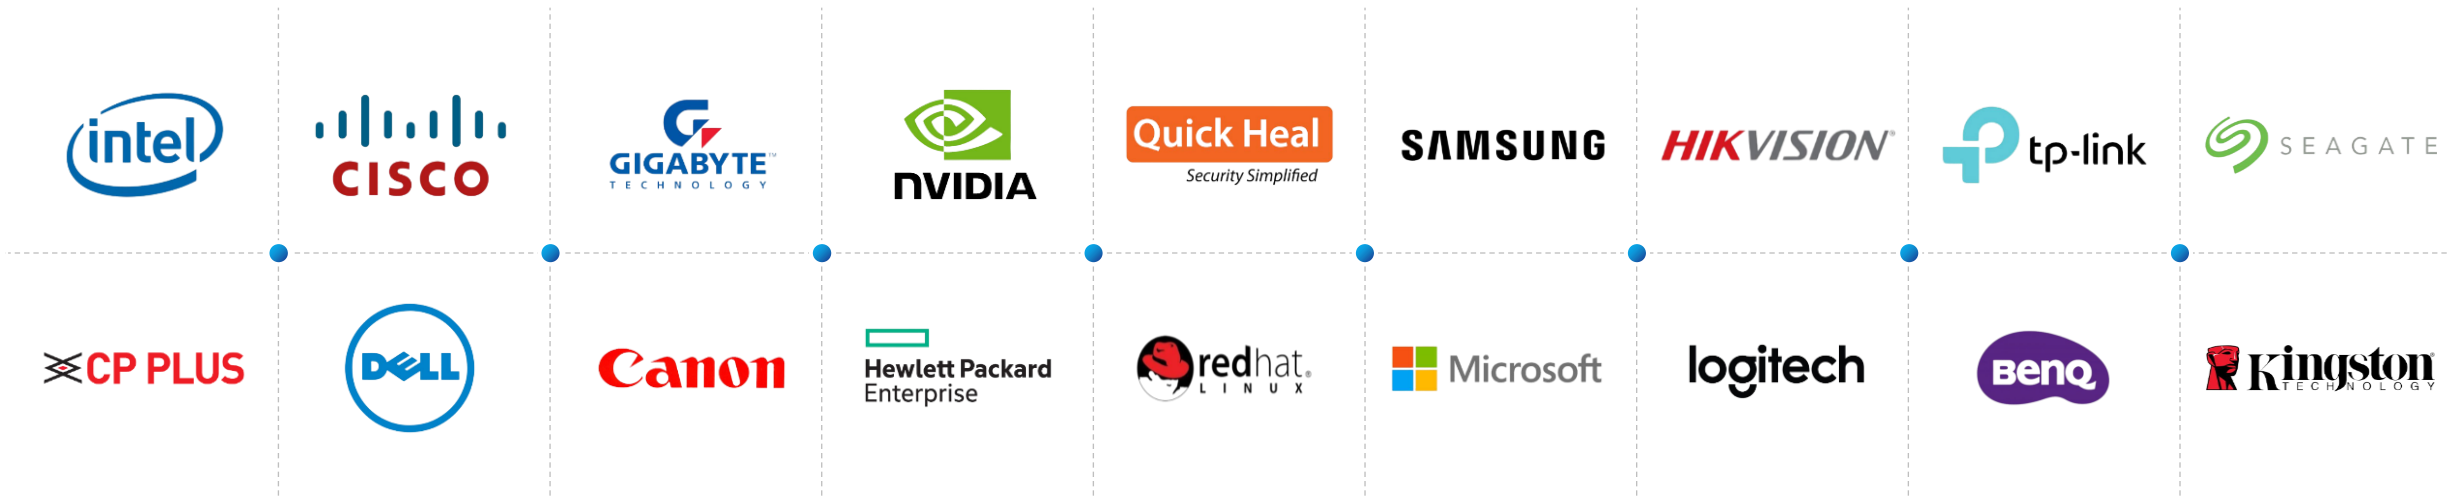 intel
CISCO
GIGABYTE™
TECHNOLOGY
NVIDIA
Quick Heal
Security Simplified
SAMSUNG
HIKVISION®
tp-link
SEAGATE
CP PLUS
DELL
Canon
Hewlett Packard
Enterprise
redhat®
LINUX
Microsoft
logitech
BenQ
Kingston
TECHNOLOGY